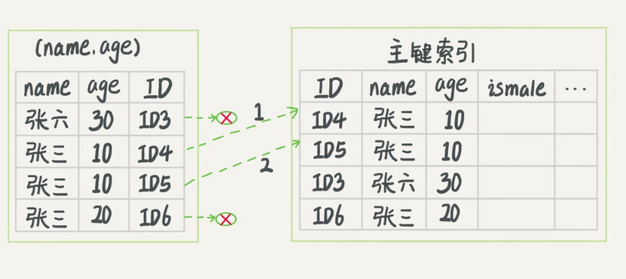 (name,age)
name age ID
张六 30 ID3
张三 10 ID4
张三 10 ID5
张三 20 ID6
1
2
主键索引
ID name age ismale ...
ID4 张三 10
ID5 张三 10
ID3 张六 30
ID6 张三 20